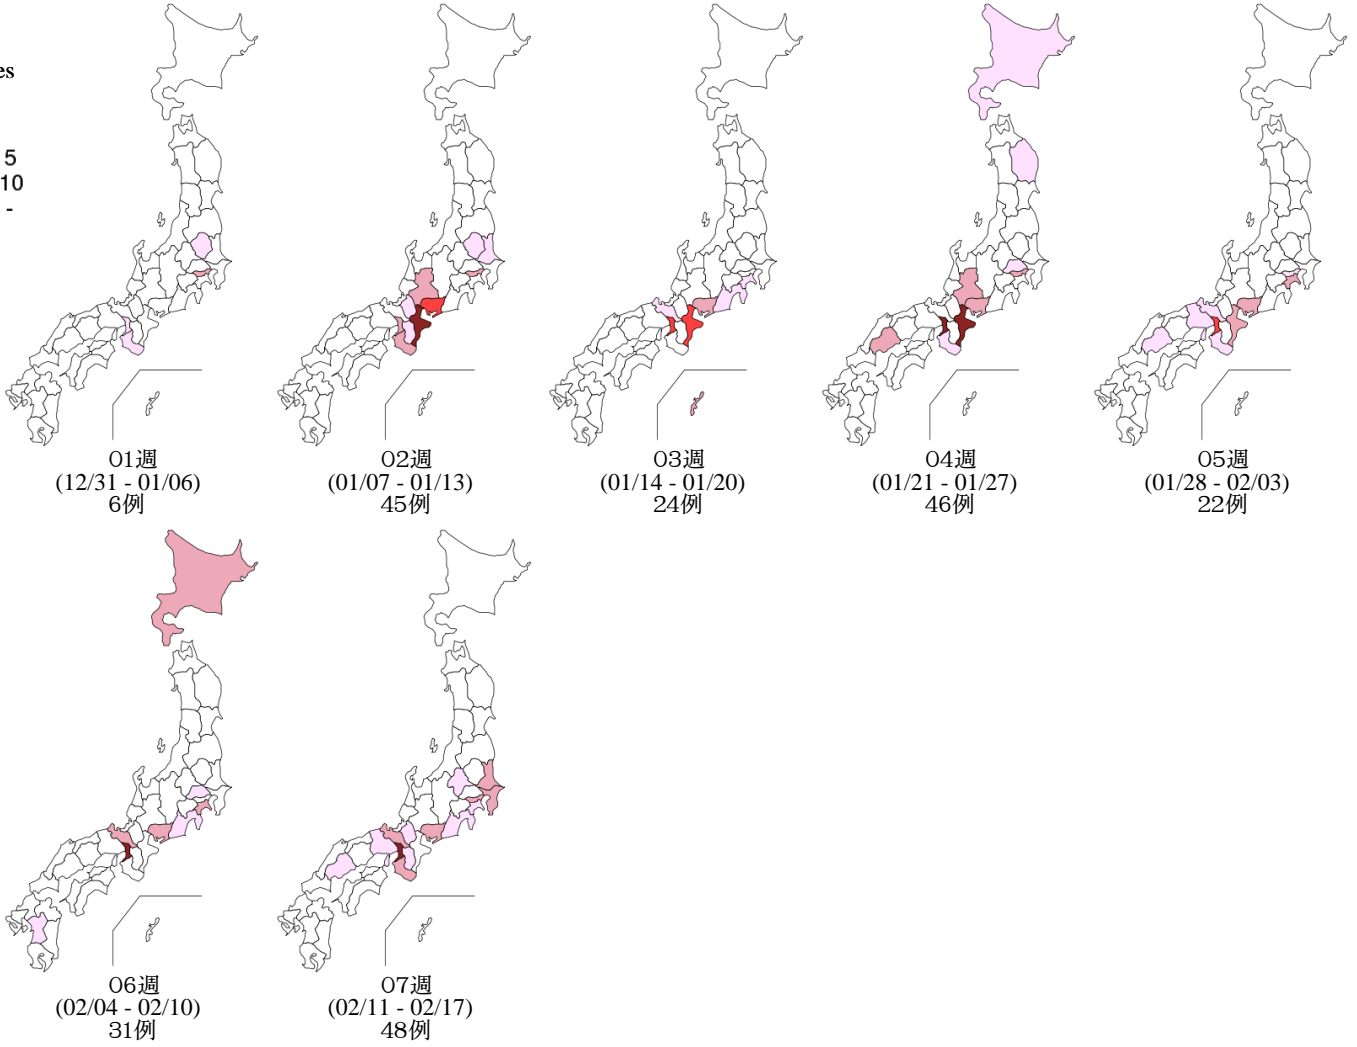 es
5
10
-
01週
(12/31 - 01/06)
6例
02週
(01/07 - 01/13)
45例
03週
(01/14 - 01/20)
24例
04週
(01/21 - 01/27)
46例
05週
(01/28 - 02/03)
22例
06週
(02/04 - 02/10)
31例
07週
(02/11 - 02/17)
48例